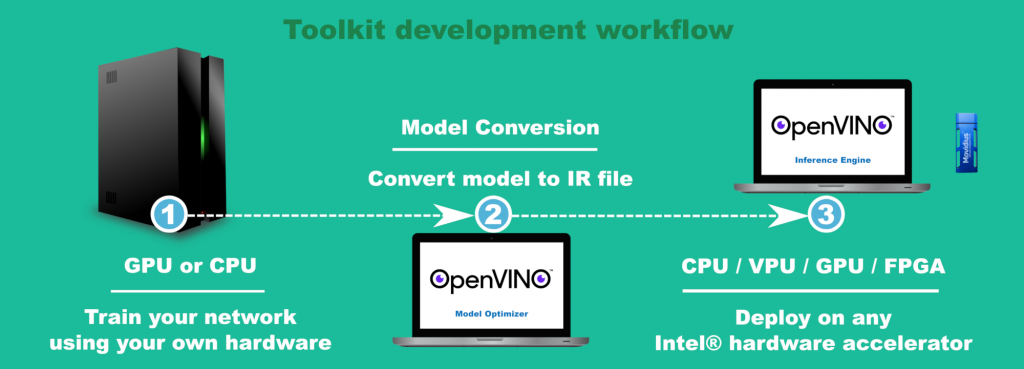 Toolkit development workflow
1
GPU or CPU
Train your network
using your own hardware
Model Conversion
Convert model to IR file
2
OpenVINO™
Model Optimizer
OpenVINO™
Inference Engine
Movidius
3
CPU / VPU / GPU / FPGA
Deploy on any
Intel® hardware accelerator